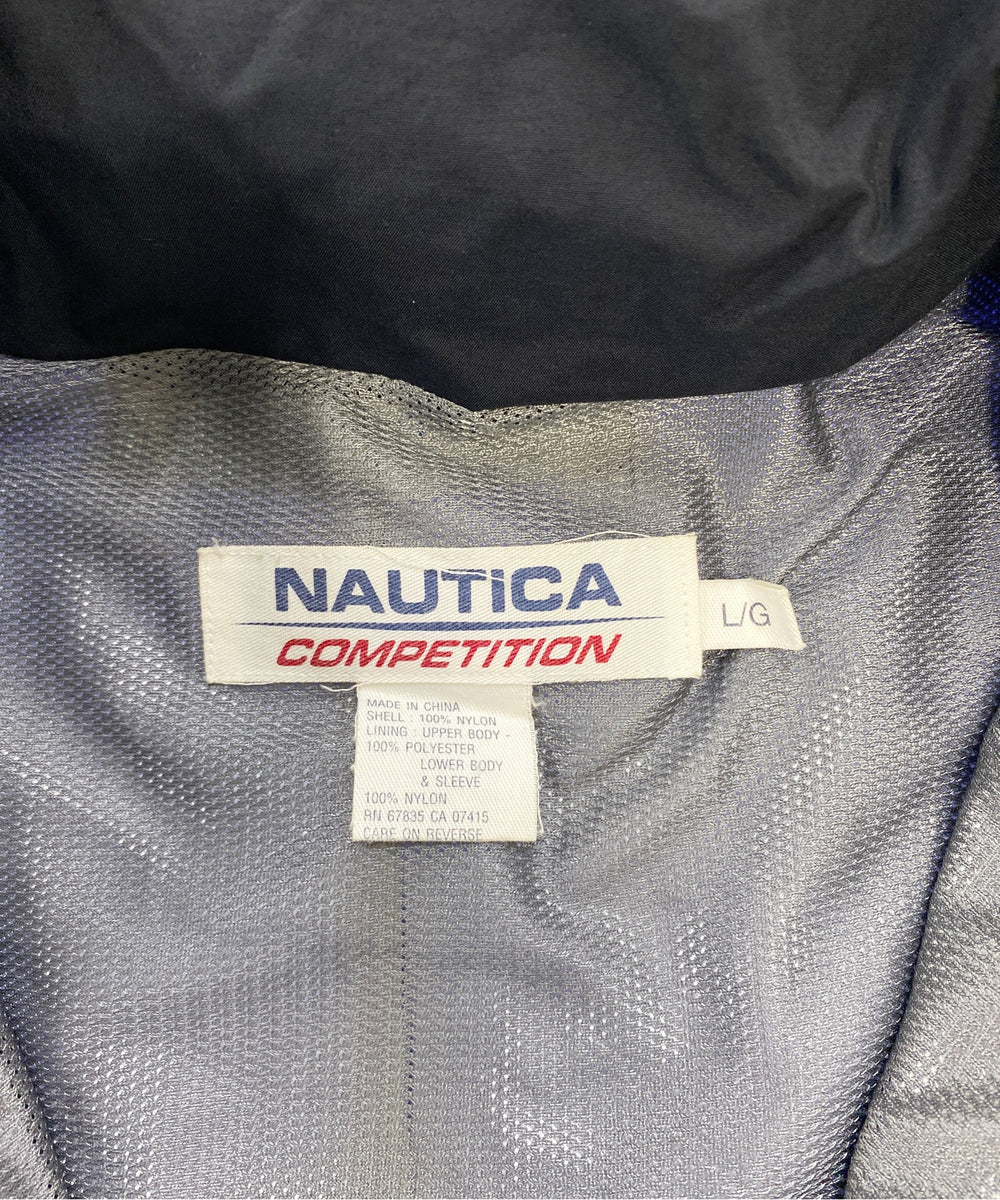 NAUTICA
COMPETITION
L/G
MADE IN CHINA
SHELL : 100% NYLON
LINING : UPPER BODY -
100% POLYESTER
LOWER BODY
& SLEEVE
100% NYLON
RN 67835 CA 07415
CARE ON REVERSE